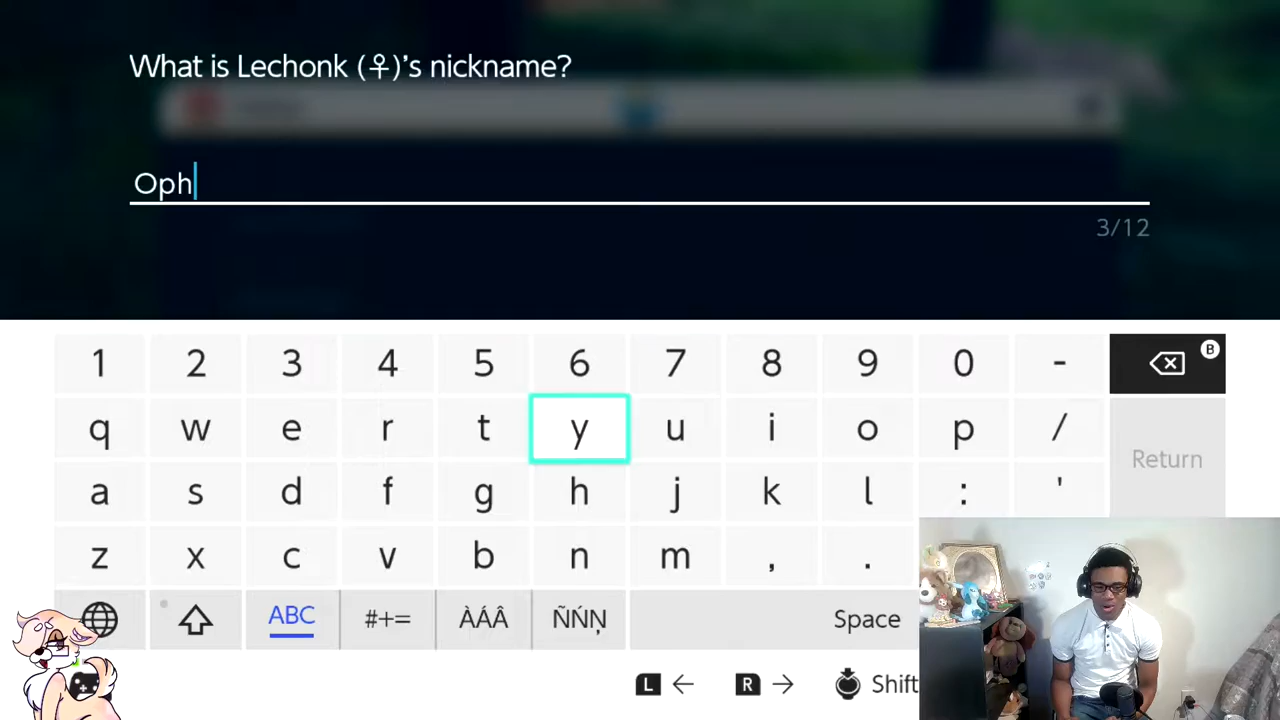 What is Lechonk (♀)'s nickname?
Oph
3/12
1 2 3 4 5 6 7 8 9 0 - B
q w e r t y u i o p /
Return
a s d f g h j k l : '
z x c v b n m , .
ABC #+= ÀÁÂ ÑŃŅ Space
L ← R → Shift